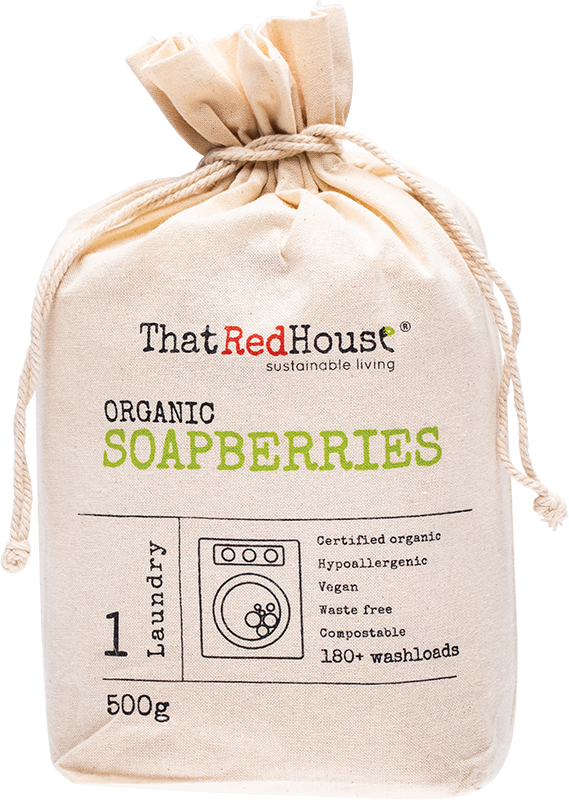 ThatRedHouse®
sustainable living
ORGANIC
SOAPBERRIES
1 Laundry
Certified organic
Hypoallergenic
Vegan
Waste free
Compostable
180+ washloads
500g